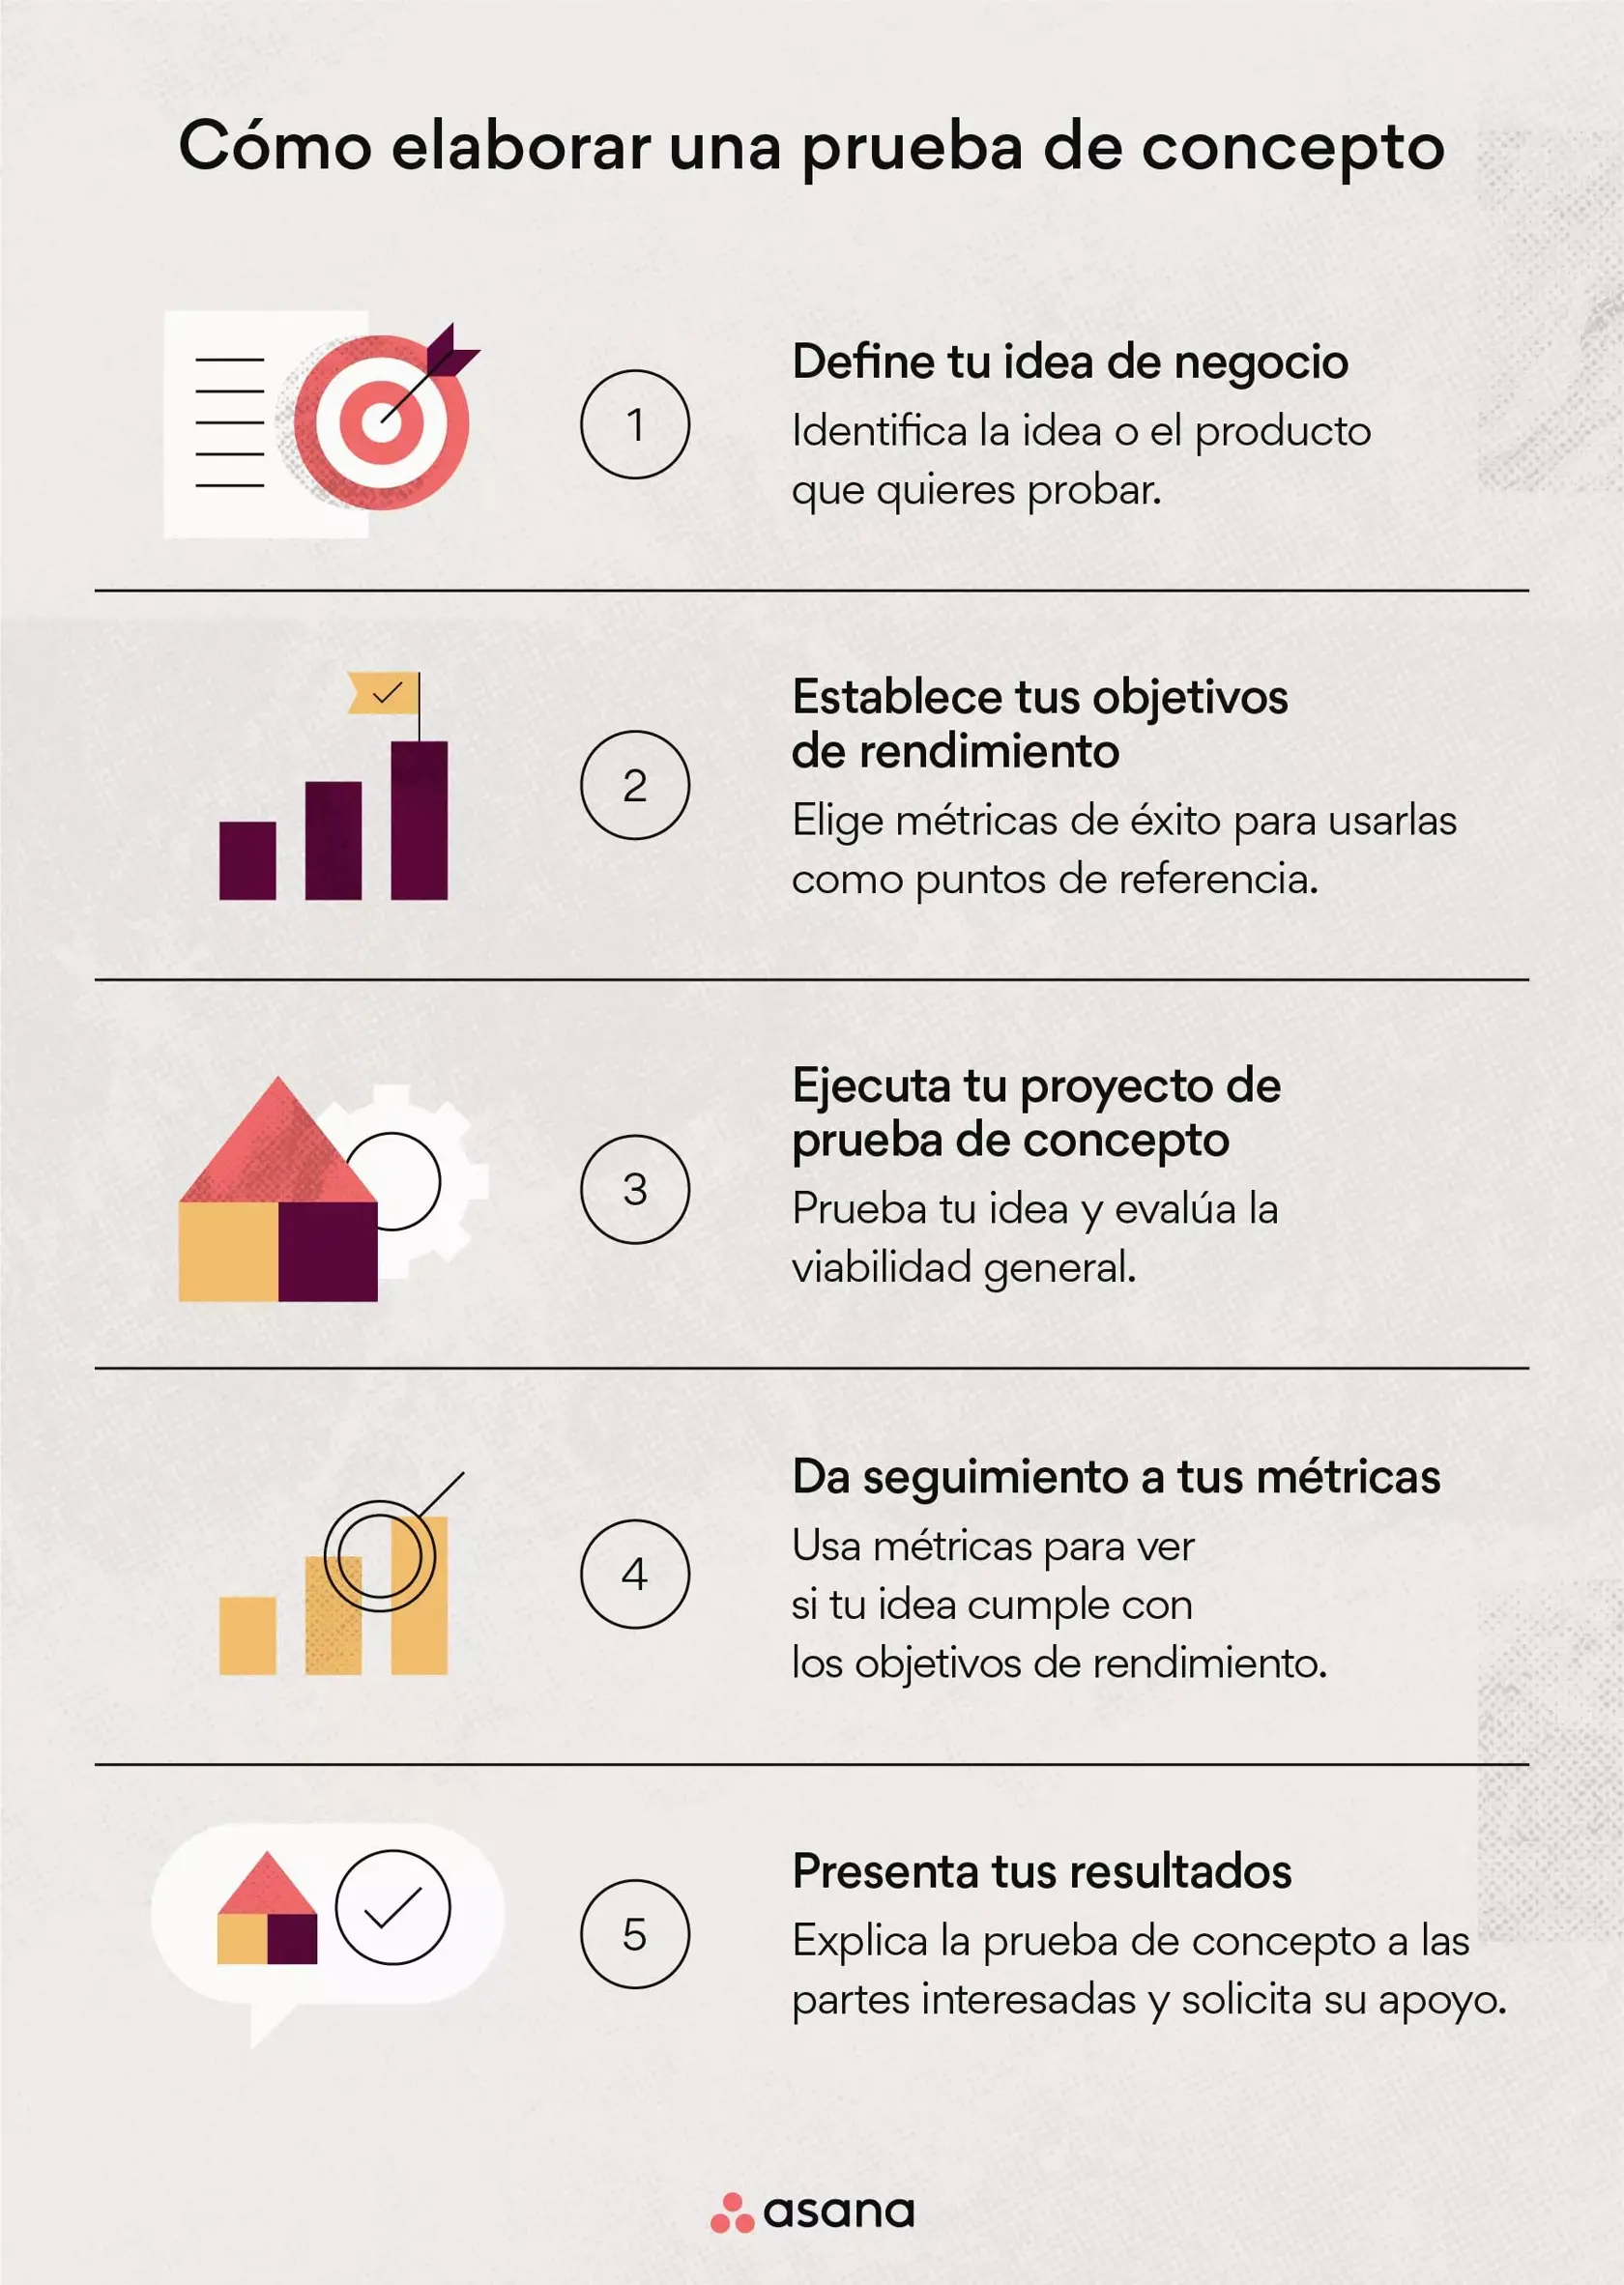 Cómo elaborar una prueba de concepto
1
Define tu idea de negocio
Identifica la idea o el producto
que quieres probar.
2
Establece tus objetivos
de rendimiento
Elige métricas de éxito para usarlas
como puntos de referencia.
3
Ejecuta tu proyecto de
prueba de concepto
Prueba tu idea y evalúa la
viabilidad general.
4
Da seguimiento a tus métricas
Usa métricas para ver
si tu idea cumple con
los objetivos de rendimiento.
5
Presenta tus resultados
Explica la prueba de concepto a las
partes interesadas y solicita su apoyo.
asana